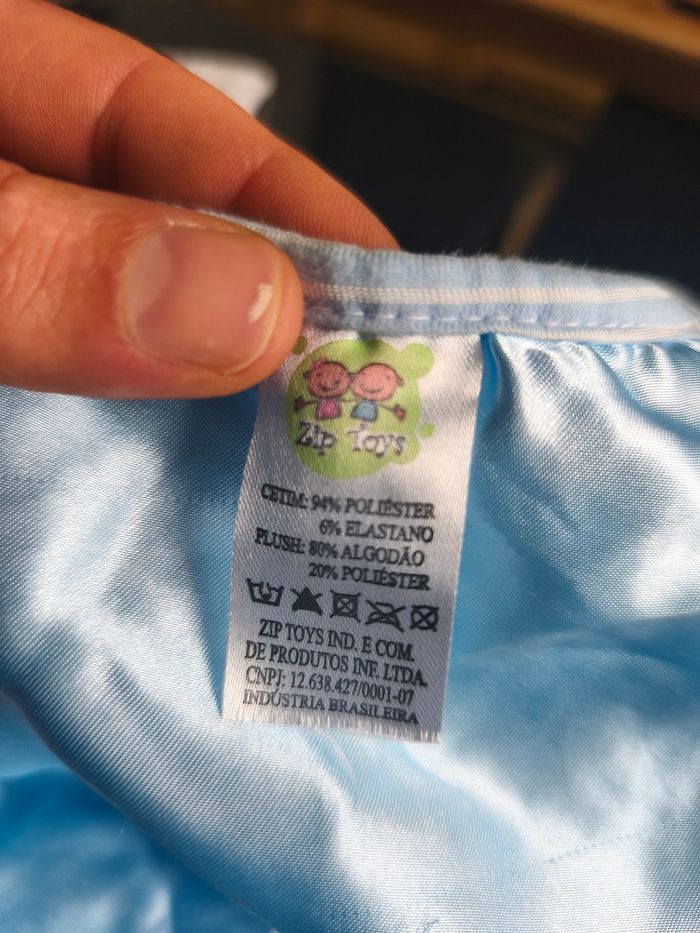 Zip Toys
CETIM: 94% POLIÉSTER
6% ELASTANO
PLUSH: 80% ALGODÃO
20% POLIÉSTER
ZIP TOYS IND. E COM.
DE PRODUTOS INF. LTDA.
CNPJ: 12.638.427/0001-07
INDÚSTRIA BRASILEIRA